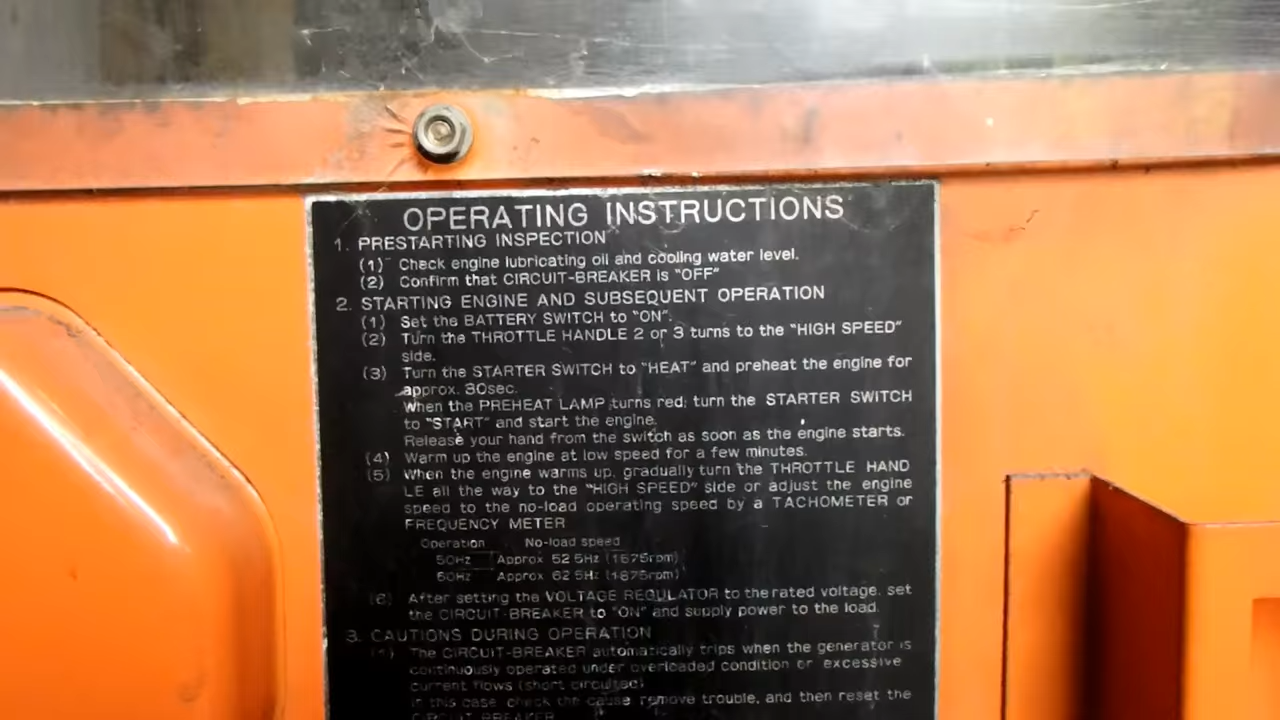 OPERATING INSTRUCTIONS
1. PRESTARTING INSPECTION
(1) Check engine lubricating oil and cooling water level.
(2) Confirm that CIRCUIT-BREAKER is "OFF"
2. STARTING ENGINE AND SUBSEQUENT OPERATION
(1) Set the BATTERY SWITCH to "ON".
(2) Turn the THROTTLE HANDLE 2 or 3 turns to the "HIGH SPEED"
side.
(3) Turn the STARTER SWITCH to "HEAT" and preheat the engine for
approx. 30sec.
When the PREHEAT LAMP turns red, turn the STARTER SWITCH
to "START" and start the engine.
Release your hand from the switch as soon as the engine starts.
(4) Warm up the engine at low speed for a few minutes.
(5) When the engine warms up, gradually turn the THROTTLE HAND
LE all the way to the "HIGH SPEED" side or adjust the engine
speed to the no-load operating speed by a TACHOMETER or
FREQUENCY METER
Operation No-load speed
50Hz Approx 52.5Hz (1575rpm)
60Hz Approx 62.5Hz (1875rpm)
(6) After setting the VOLTAGE REGULATOR to the rated voltage, set
the CIRCUIT-BREAKER to "ON" and supply power to the load.
3. CAUTIONS DURING OPERATION
(1) The CIRCUIT-BREAKER automatically trips when the generator is
continuously operated under overloaded condition or excessive
current flows (short circuited)
In this case, check the cause remove trouble, and then reset the
CIRCUIT-BREAKER